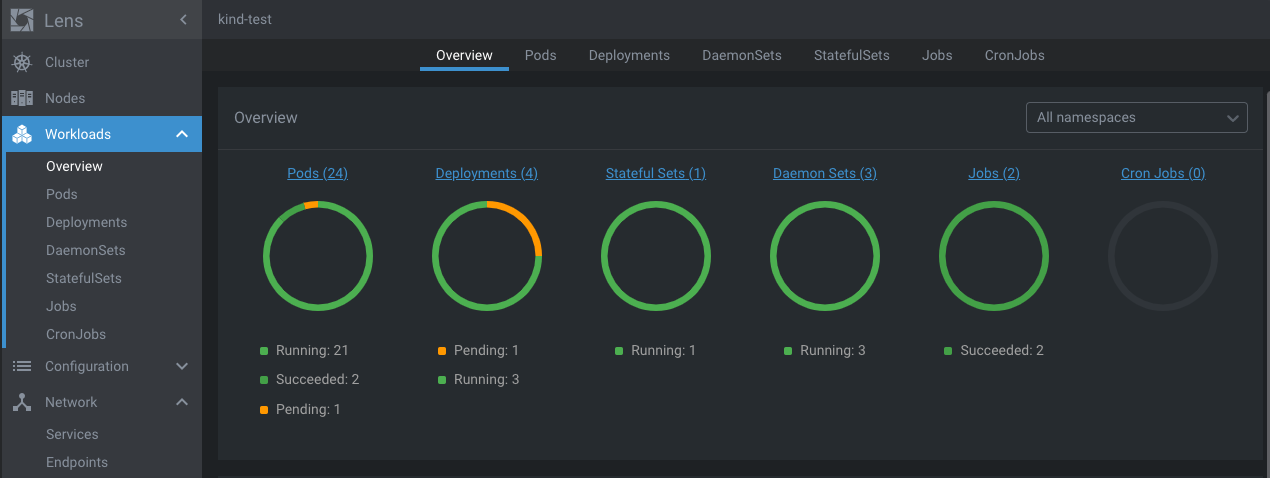 Lens
kind-test
Overview Pods Deployments DaemonSets StatefulSets Jobs CronJobs
Cluster
Nodes
Workloads
Overview
Pods
Deployments
DaemonSets
StatefulSets
Jobs
CronJobs
Configuration
Network
Services
Endpoints
Overview
All namespaces
Pods (24) Deployments (4) Stateful Sets (1) Daemon Sets (3) Jobs (2) Cron Jobs (0)
Running: 21 Pending: 1 Running: 1 Running: 3 Succeeded: 2
Succeeded: 2 Running: 3
Pending: 1